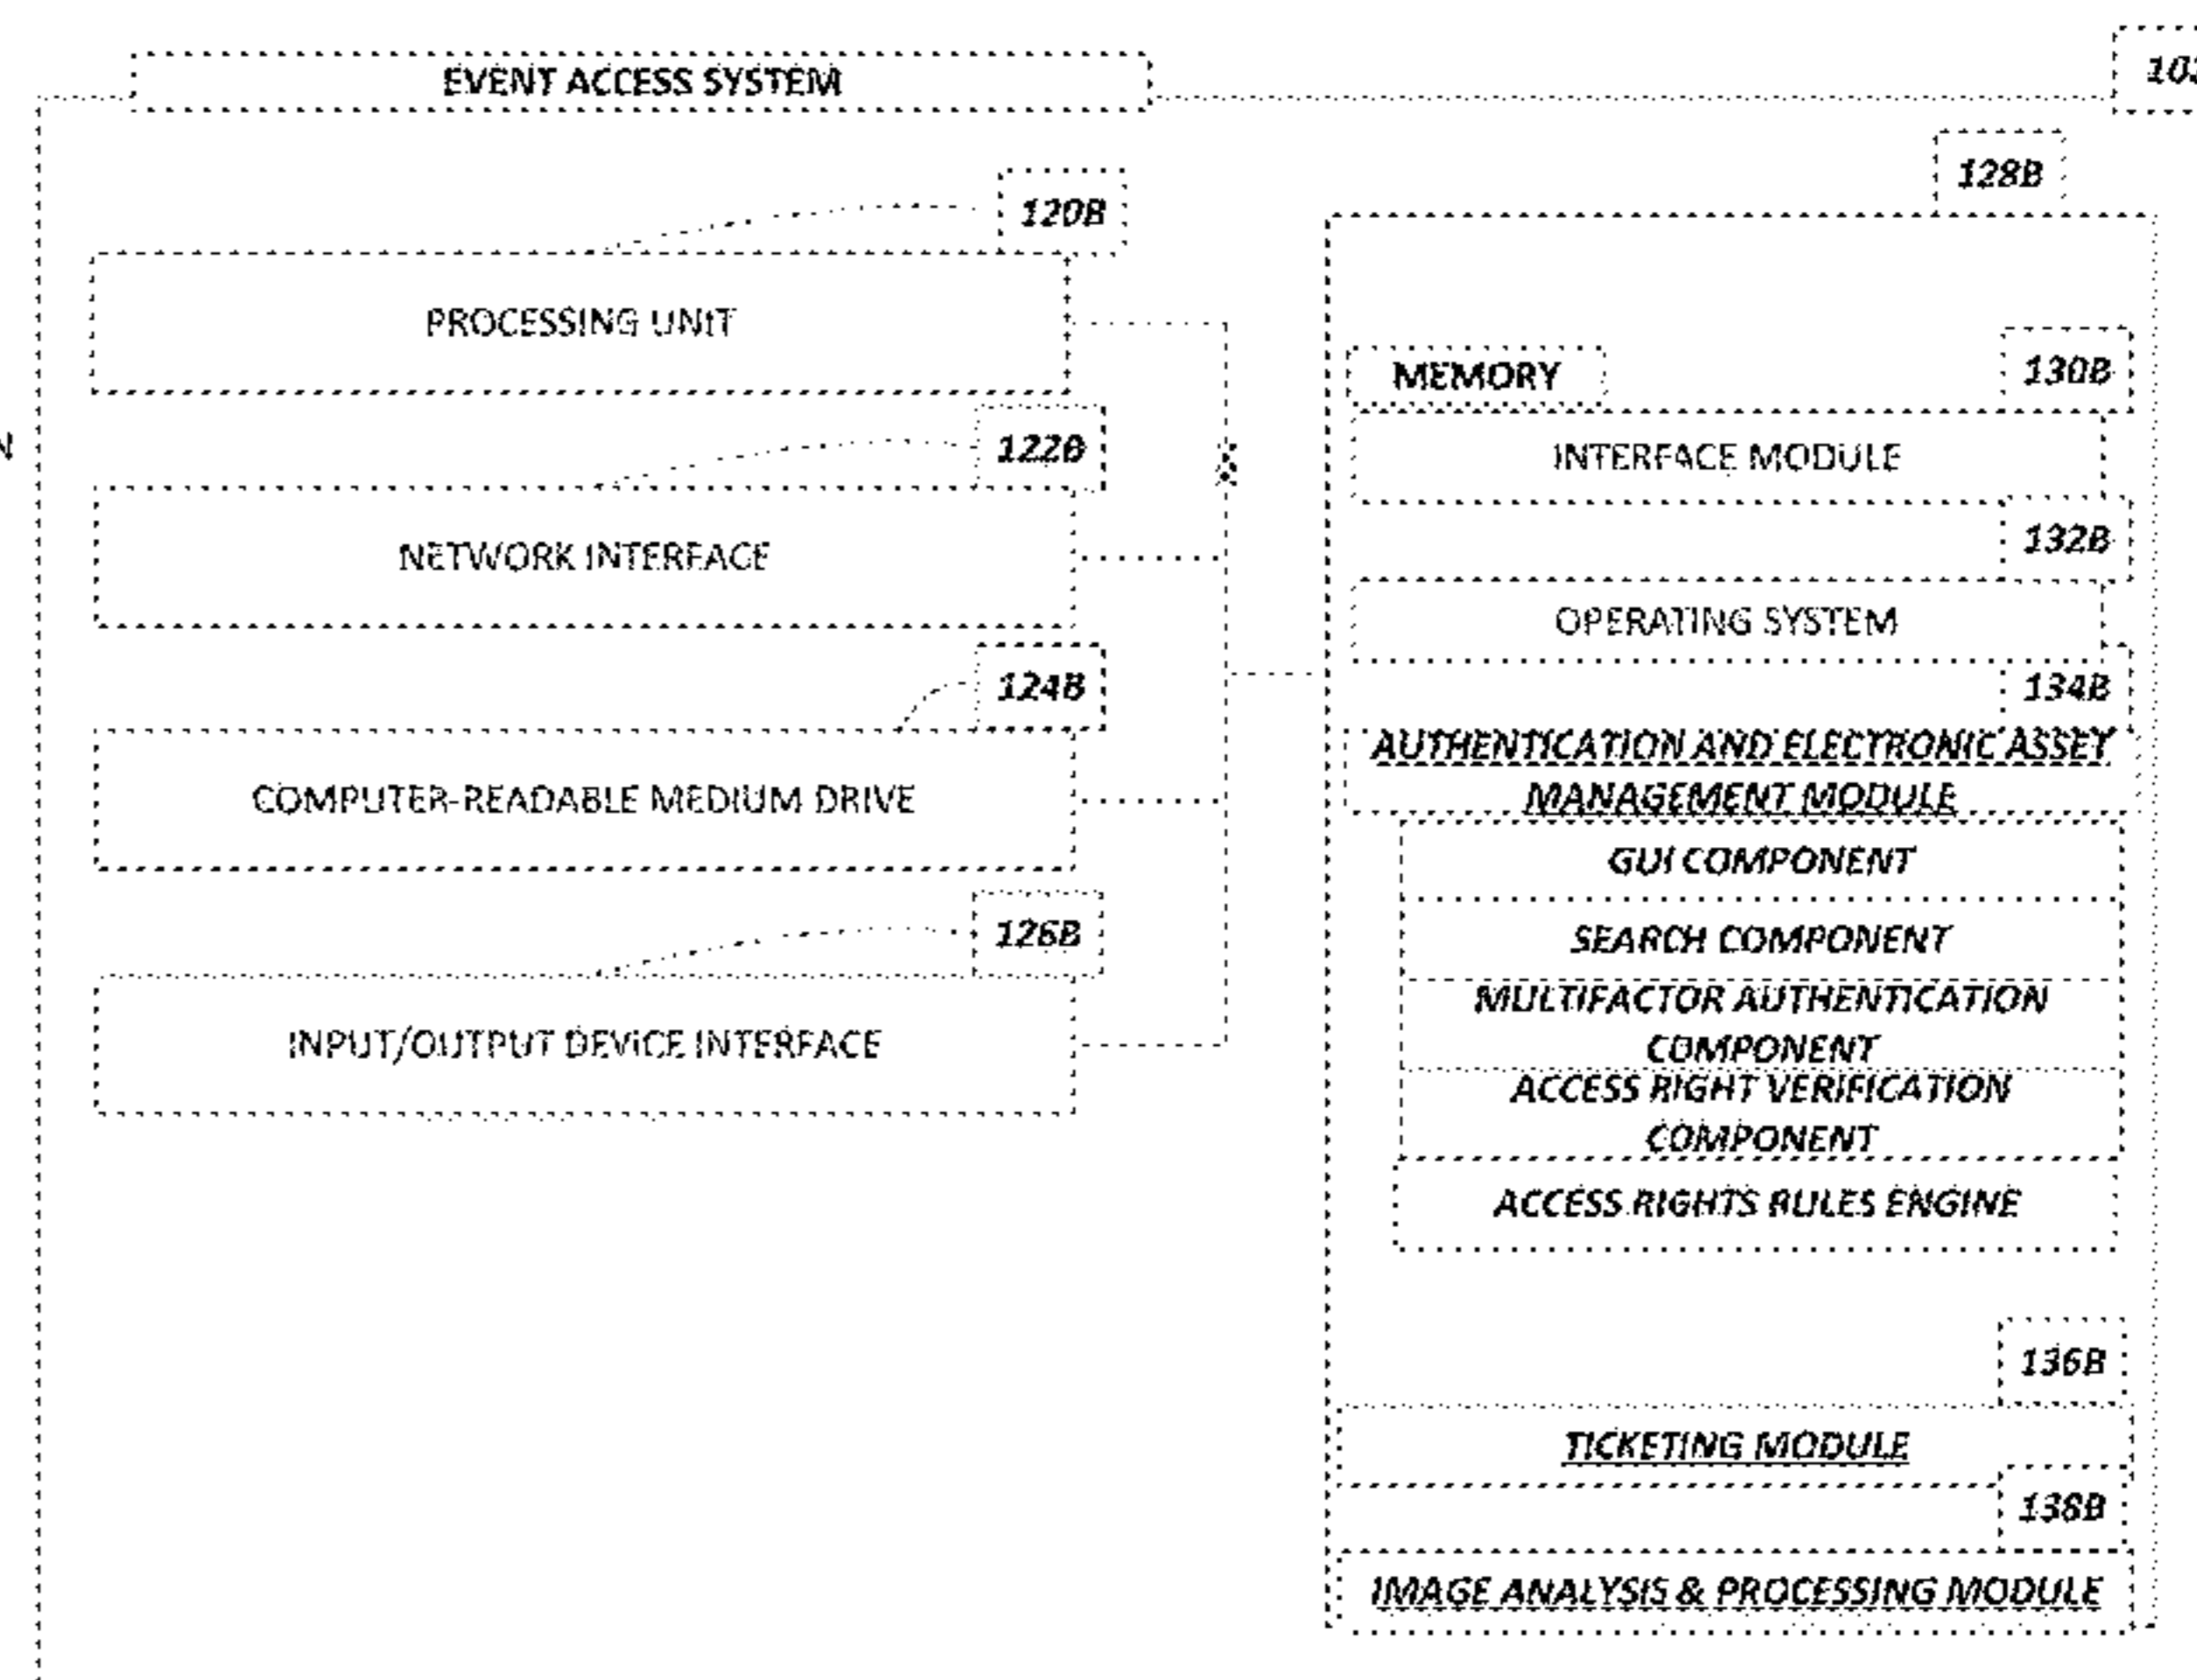 EVENT ACCESS SYSTEM
128B
120B
PROCESSING UNIT
MEMORY
130B
122B
INTERFACE MODULE
NETWORK INTERFACE
132B
OPERATING SYSTEM
124B
134B
COMPUTER-READABLE MEDIUM DRIVE
AUTHENTICATION AND ELECTRONIC ASSET
MANAGEMENT MODULE
GUI COMPONENT
126B
SEARCH COMPONENT
INPUT/OUTPUT DEVICE INTERFACE
MULTIFACTOR AUTHENTICATION
COMPONENT
ACCESS RIGHT VERIFICATION
COMPONENT
ACCESS RIGHTS RULES ENGINE
136B
TICKETING MODULE
138B
IMAGE ANALYSIS & PROCESSING MODULE